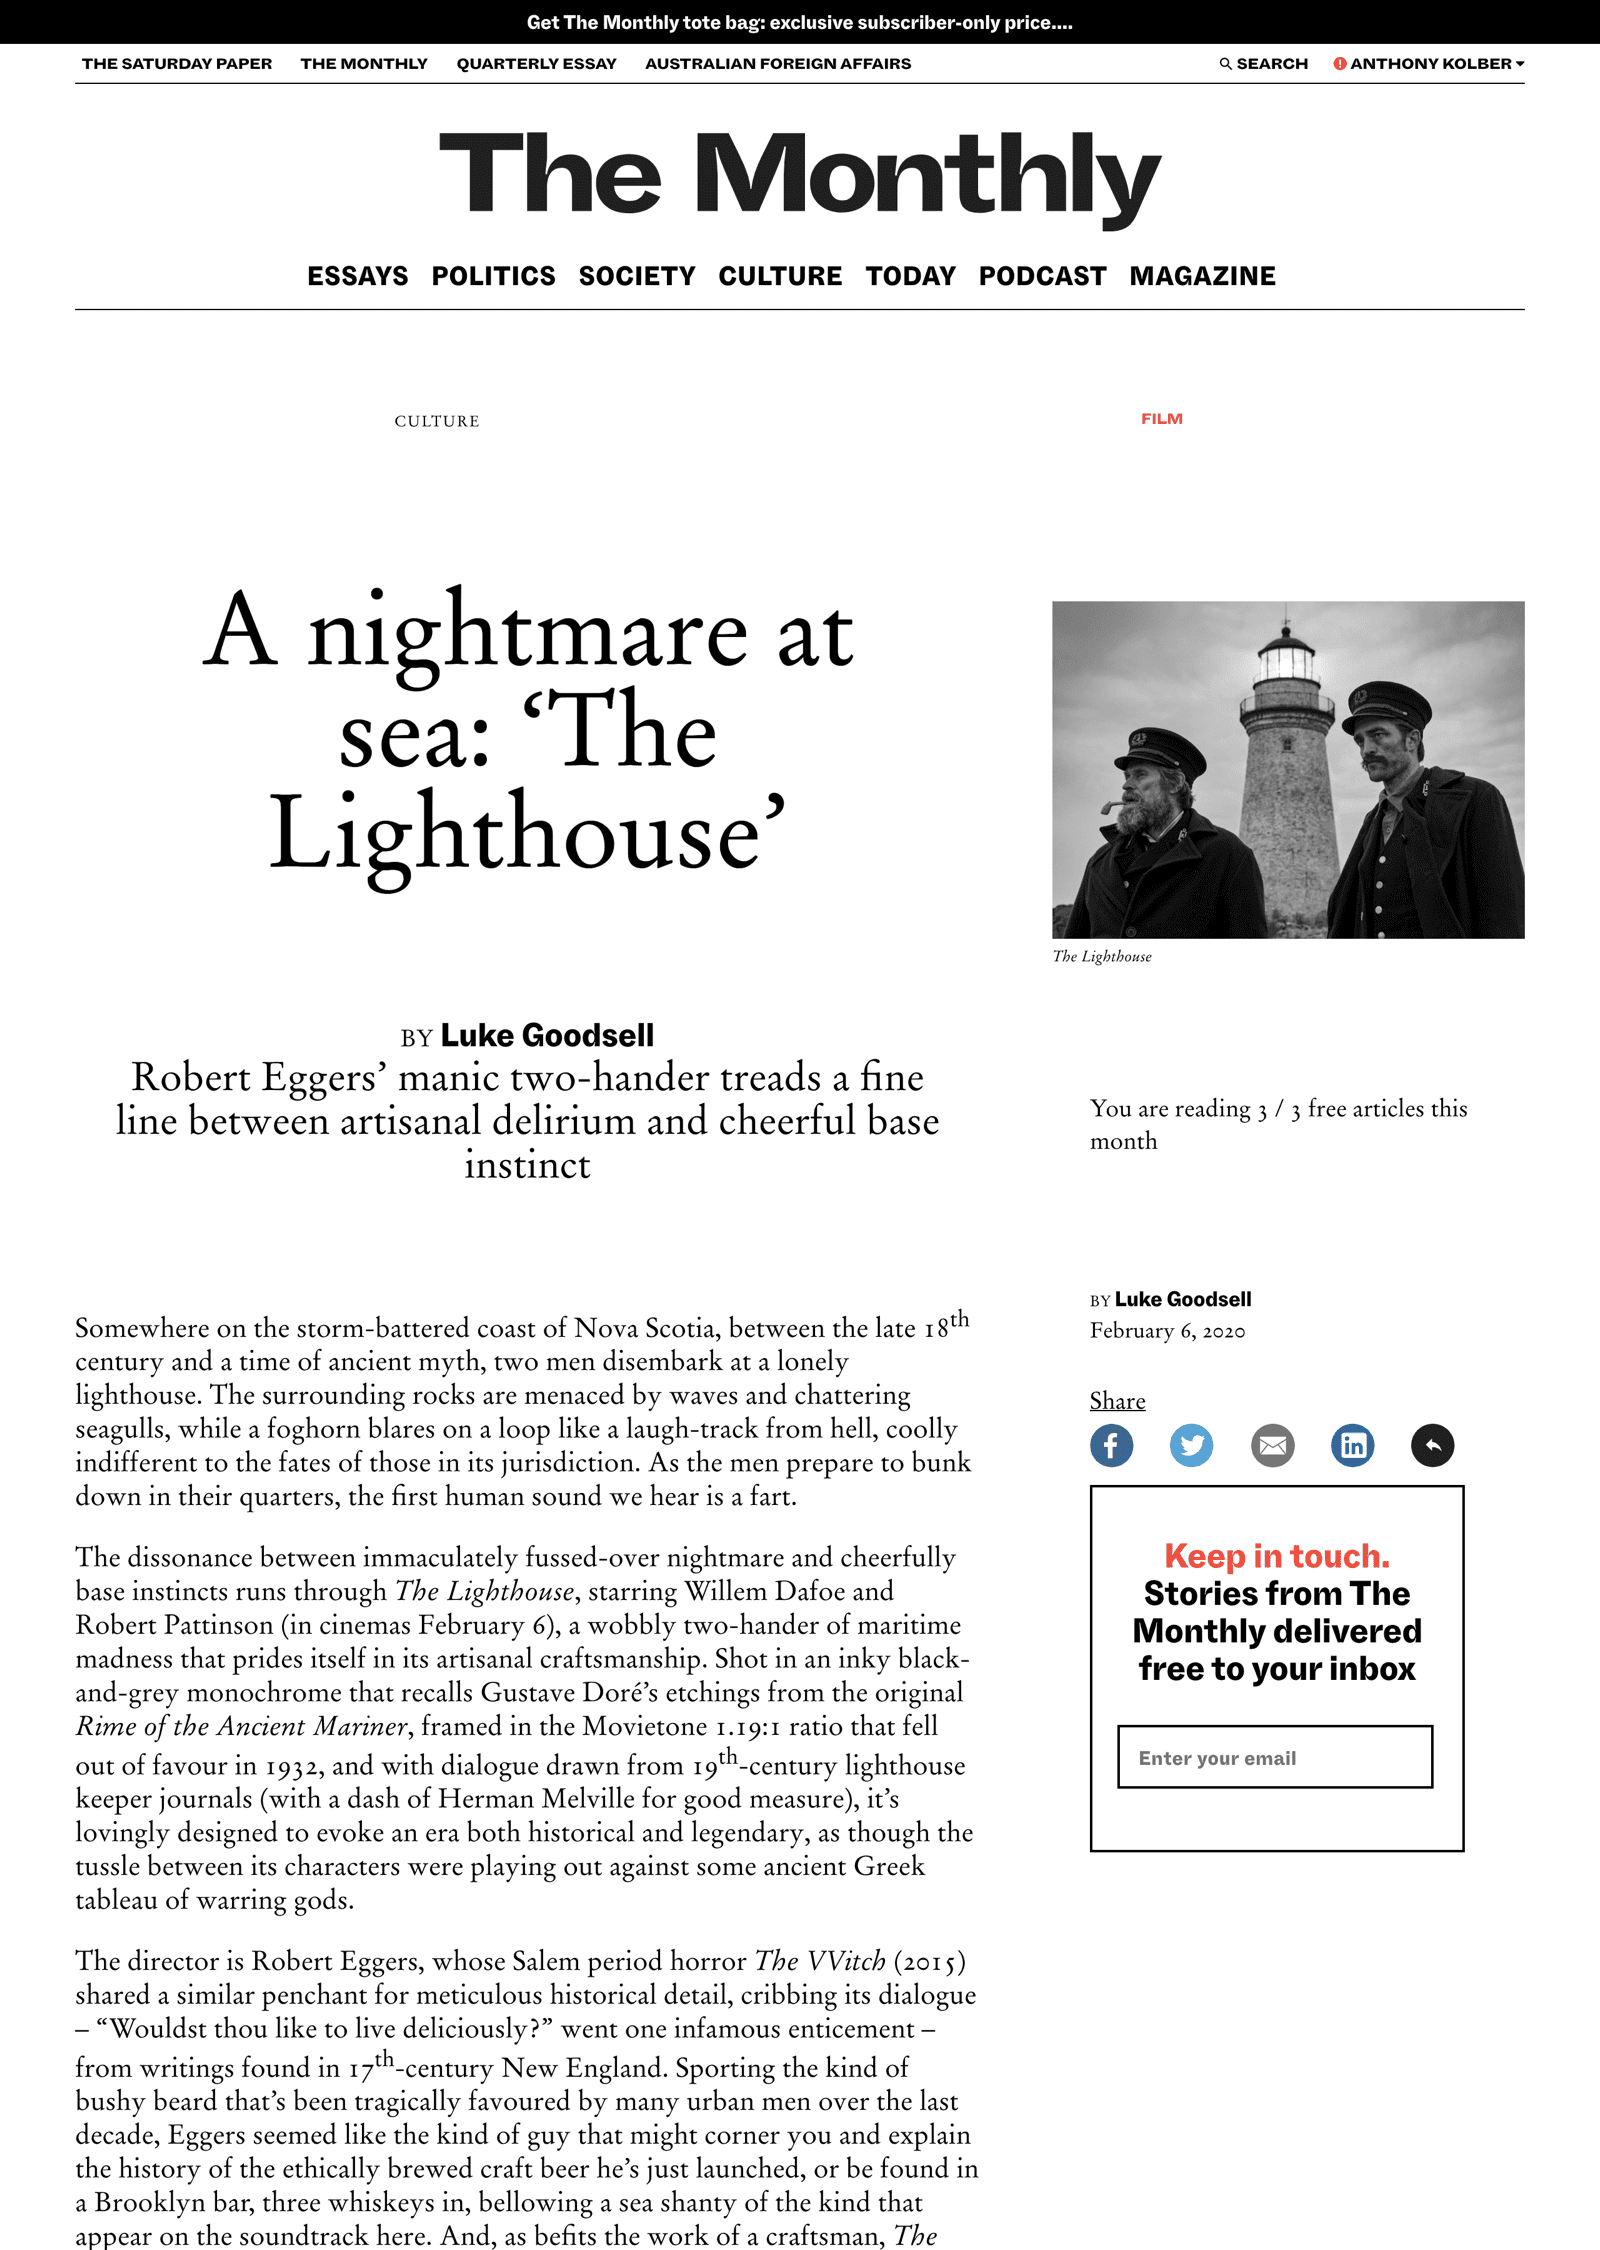 Get The Monthly tote bag: exclusive subscriber-only price....
THE SATURDAY PAPER THE MONTHLY QUARTERLY ESSAY AUSTRALIAN FOREIGN AFFAIRS SEARCH ANTHONY KOLBER
The Monthly
ESSAYS POLITICS SOCIETY CULTURE TODAY PODCAST MAGAZINE
CULTURE
FILM
A nightmare at
sea: ‘The
Lighthouse’
The Lighthouse
BY Luke Goodsell
Robert Eggers’ manic two-hander treads a fine
line between artisanal delirium and cheerful base
instinct
You are reading 3 / 3 free articles this
month
Somewhere on the storm-battered coast of Nova Scotia, between the late 18th
century and a time of ancient myth, two men disembark at a lonely
lighthouse. The surrounding rocks are menaced by waves and chattering
seagulls, while a foghorn blares on a loop like a laugh-track from hell, coolly
indifferent to the fates of those in its jurisdiction. As the men prepare to bunk
down in their quarters, the first human sound we hear is a fart.
The dissonance between immaculately fussed-over nightmare and cheerfully
base instincts runs through The Lighthouse, starring Willem Dafoe and
Robert Pattinson (in cinemas February 6), a wobbly two-hander of maritime
madness that prides itself in its artisanal craftsmanship. Shot in an inky black-
and-grey monochrome that recalls Gustave Doré’s etchings from the original
Rime of the Ancient Mariner, framed in the Movietone 1.19:1 ratio that fell
out of favour in 1932, and with dialogue drawn from 19th-century lighthouse
keeper journals (with a dash of Herman Melville for good measure), it’s
lovingly designed to evoke an era both historical and legendary, as though the
tussle between its characters were playing out against some ancient Greek
tableau of warring gods.
The director is Robert Eggers, whose Salem period horror The VVitch (2015)
shared a similar penchant for meticulous historical detail, cribbing its dialogue
– “Wouldst thou like to live deliciously?” went one infamous enticement –
from writings found in 17th-century New England. Sporting the kind of
bushy beard that’s been tragically favoured by many urban men over the last
decade, Eggers seemed like the kind of guy that might corner you and explain
the history of the ethically brewed craft beer he’s just launched, or be found in
a Brooklyn bar, three whiskeys in, bellowing a sea shanty of the kind that
appear on the soundtrack here. And, as befits the work of a craftsman, The
BY Luke Goodsell
February 6, 2020
Share
Keep in touch.
Stories from The
Monthly delivered
free to your inbox
Enter your email